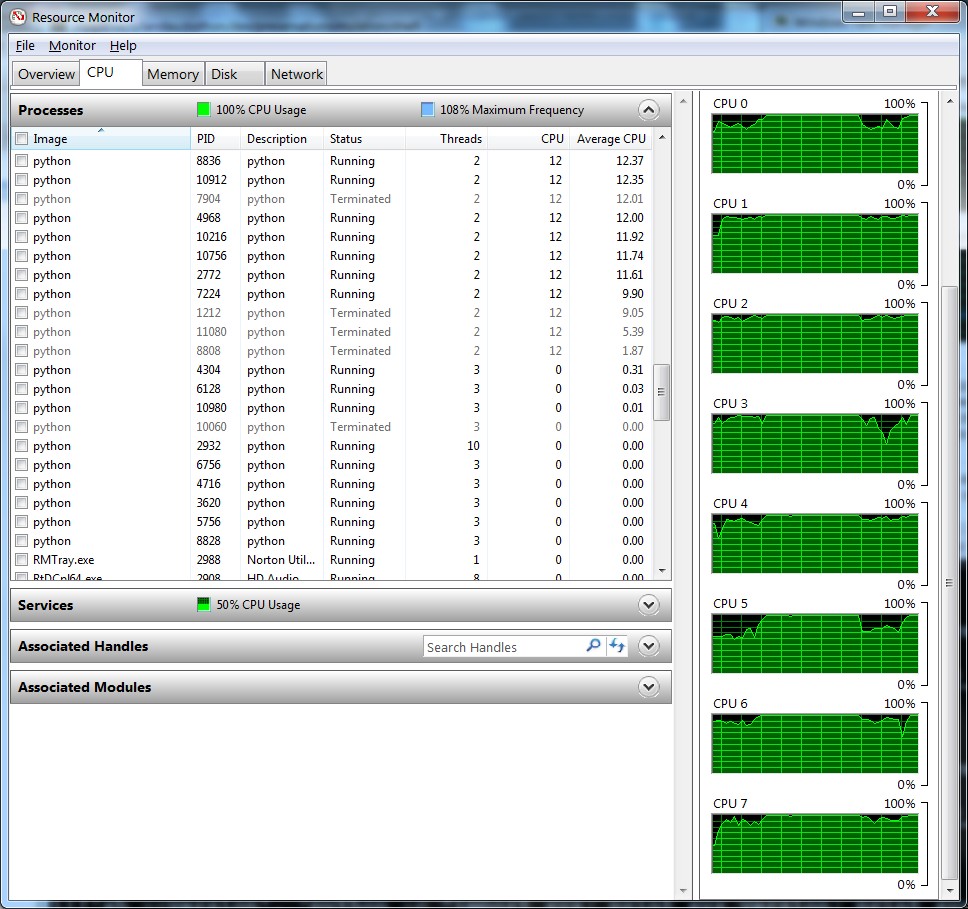 Resource Monitor
File Monitor Help
Overview CPU Memory Disk Network
Processes 100% CPU Usage 108% Maximum Frequency
Image PID Description Status Threads CPU Average CPU
python 8836 python Running 2 12 12.37
python 10912 python Running 2 12 12.35
python 7904 python Terminated 2 12 12.01
python 4968 python Running 2 12 12.00
python 10216 python Running 2 12 11.92
python 10756 python Running 2 12 11.74
python 2772 python Running 2 12 11.61
python 7224 python Running 2 12 9.90
python 1212 python Terminated 2 12 9.05
python 11080 python Terminated 2 12 5.39
python 8808 python Terminated 2 12 1.87
python 4304 python Running 3 0 0.31
python 6128 python Running 3 0 0.03
python 10980 python Running 3 0 0.01
python 10060 python Terminated 3 0 0.00
python 2932 python Running 10 0 0.00
python 6756 python Running 3 0 0.00
python 4716 python Running 3 0 0.00
python 3620 python Running 3 0 0.00
python 5756 python Running 3 0 0.00
python 8828 python Running 3 0 0.00
RMTray.exe 2988 Norton Util... Running 1 0 0.00
RtDCpl64.exe 2908 HD Audio Running 8 0 0.00
Services 50% CPU Usage
Associated Handles Search Handles
Associated Modules
CPU 0 100%
0%
CPU 1 100%
0%
CPU 2 100%
0%
CPU 3 100%
0%
CPU 4 100%
0%
CPU 5 100%
0%
CPU 6 100%
0%
CPU 7 100%
0%